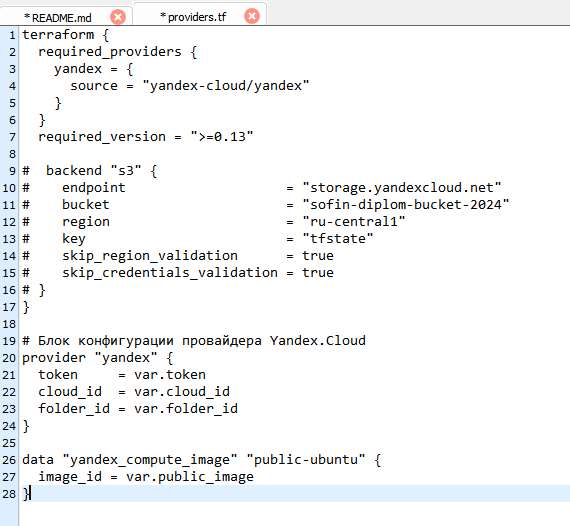 *README.md
*providers.tf
1 terraform {
2   required_providers {
3     yandex = {
4       source = "yandex-cloud/yandex"
5     }
6   }
7   required_version = ">=0.13"
8
9 #  backend "s3" {
10 #    endpoint                    = "storage.yandexcloud.net"
11 #    bucket                      = "sofin-diplom-bucket-2024"
12 #    region                      = "ru-central1"
13 #    key                         = "tfstate"
14 #    skip_region_validation      = true
15 #    skip_credentials_validation = true
16 # }
17 }
18
19 # Блок конфигурации провайдера Yandex.Cloud
20 provider "yandex" {
21   token     = var.token
22   cloud_id  = var.cloud_id
23   folder_id = var.folder_id
24 }
25
26 data "yandex_compute_image" "public-ubuntu" {
27   image_id = var.public_image
28 }